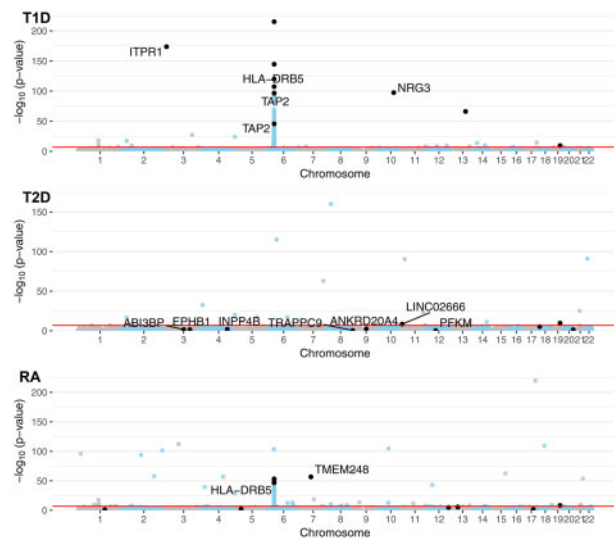 T1D
−log10 (p−value)
200
150
100
50
0
ITPR1
HLA−DRB5
TAP2
TAP2
NRG3
1 2 3 4 5 6 7 8 9 10 11 12 13 14 15 16 17 18 19 20 21 22
Chromosome
T2D
−log10 (p−value)
150
100
50
0
LINC02666
ABI3BP EPHB1 INPP4B TRAPPC9 ANKRD20A4 PFKM
1 2 3 4 5 6 7 8 9 10 11 12 13 14 15 16 17 18 19 20 21 22
Chromosome
RA
−log10 (p−value)
200
150
100
50
0
TMEM248
HLA−DRB5
1 2 3 4 5 6 7 8 9 10 11 12 13 14 15 16 17 18 19 20 21 22
Chromosome